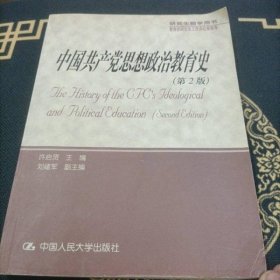 研究生教学用书
中国共产党思想政治教育史
(第2版)
The History of the CPC's Ideological
and Political Education (Second Edition)
许启贤 主编
刘建军 副主编
中国人民大学出版社